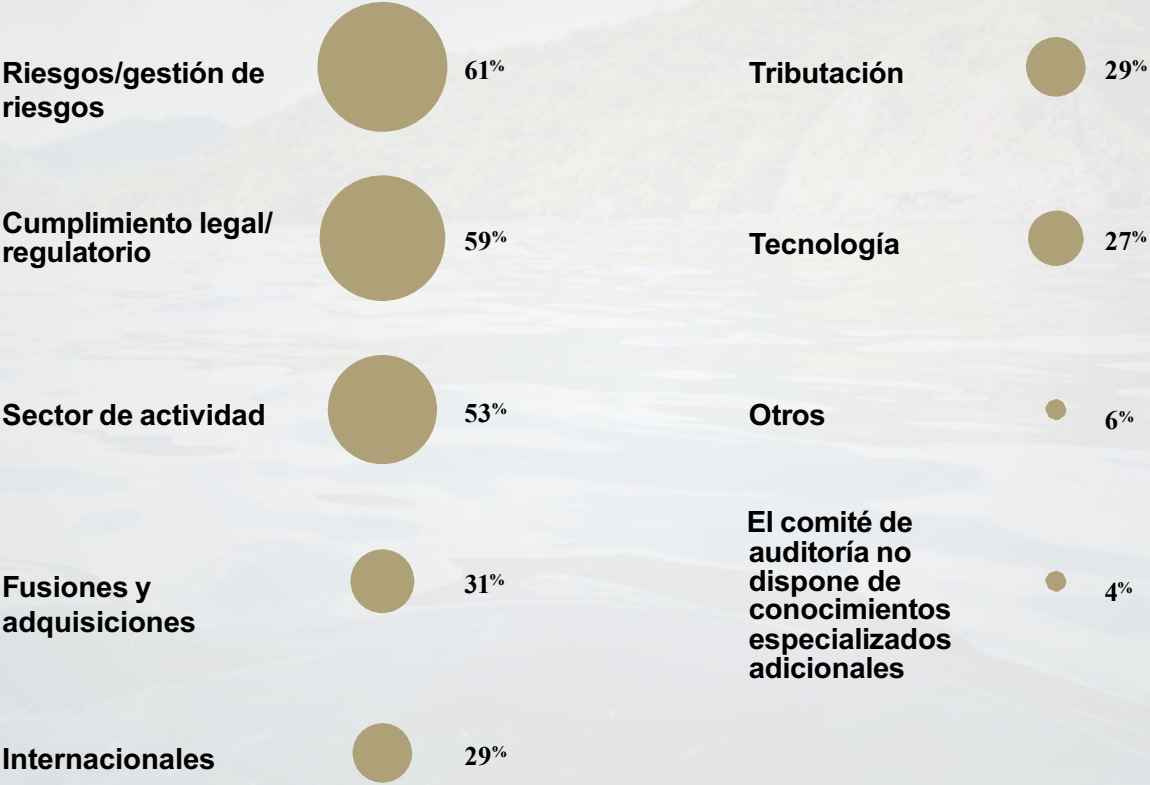 Riesgos/gestión de
riesgos
61%
Cumplimiento legal/
regulatorio
59%
Sector de actividad
53%
Fusiones y
adquisiciones
31%
Internacionales
29%
Tributación
29%
Tecnología
27%
Otros
6%
El comité de
auditoría no
dispone de
conocimientos
especializados
adicionales
4%